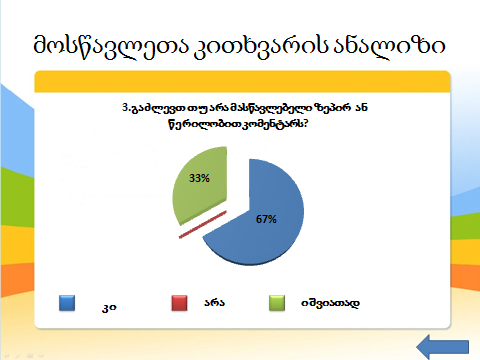 მოსწავლეთა კითხვარის ანალიზი
3.გაძლევთ თუ არა მასწავლებელი ზეპირ ან
წერილობით კომენტარს?
33%
67%
კი
არა
იშვიათად